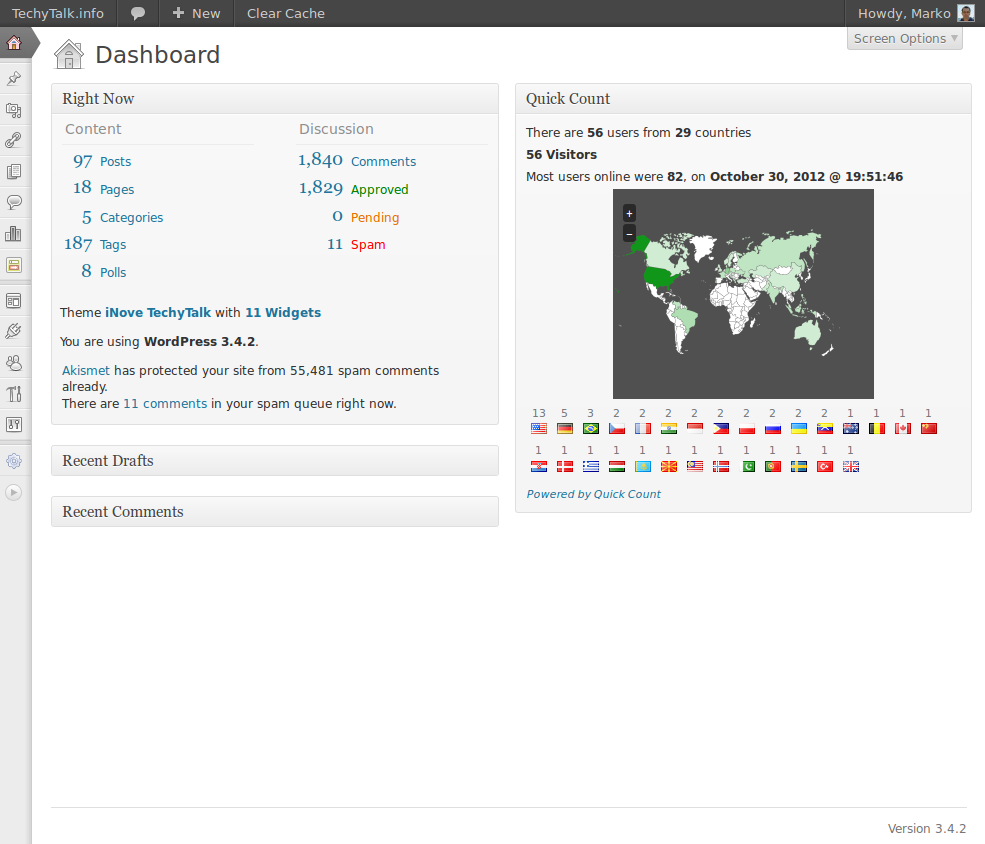 TechyTalk.info + New Clear Cache Howdy, Marko
Screen Options
Dashboard
Right Now
Content Discussion
97 Posts 1,840 Comments
18 Pages 1,829 Approved
5 Categories 0 Pending
187 Tags 11 Spam
8 Polls
Theme iNove TechyTalk with 11 Widgets
You are using WordPress 3.4.2.
Akismet has protected your site from 55,481 spam comments
already.
There are 11 comments in your spam queue right now.
Recent Drafts
Recent Comments
Quick Count
There are 56 users from 29 countries
56 Visitors
Most users online were 82, on October 30, 2012 @ 19:51:46
+
−
13 5 3 2 2 2 2 2 2 2 2 2 1 1 1 1
1 1 1 1 1 1 1 1 1 1 1 1 1
Powered by Quick Count
Version 3.4.2